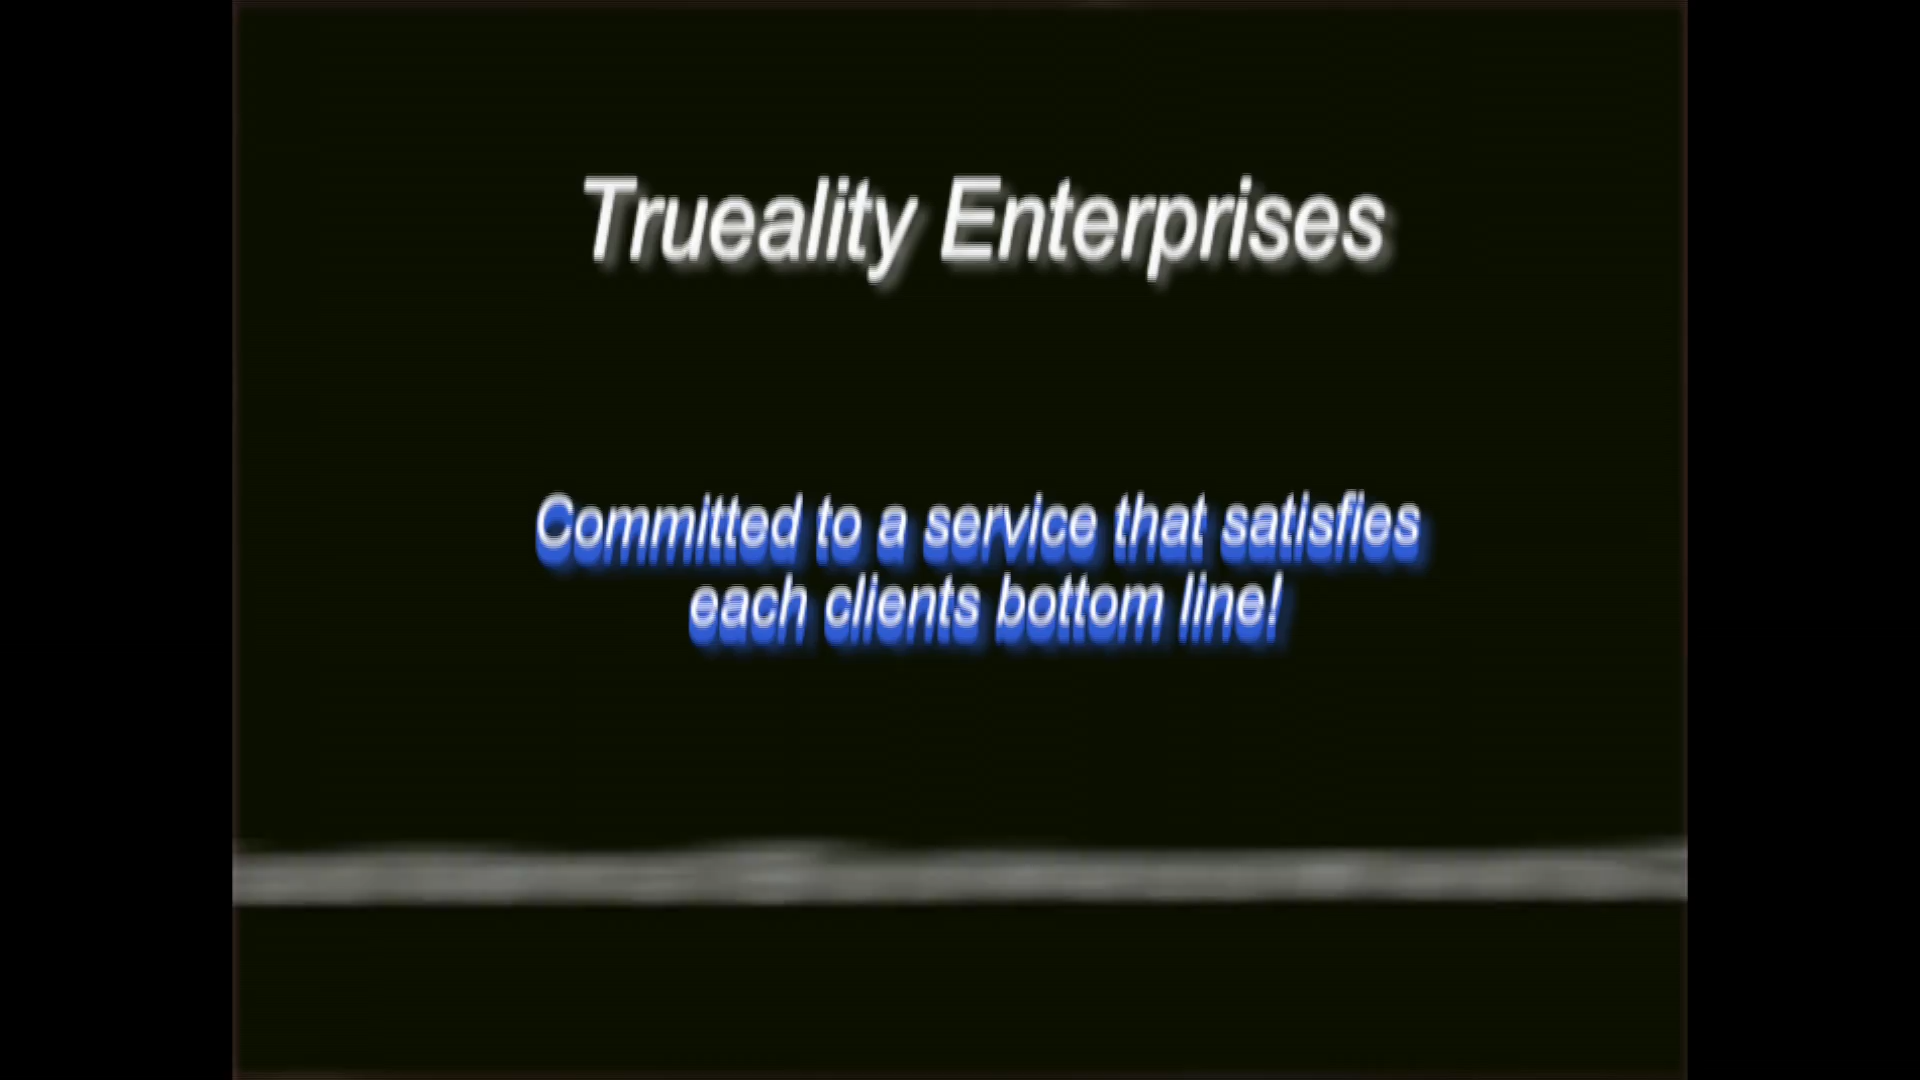 Trueality Enterprises
Committed to a service that satisfies
each clients bottom line!